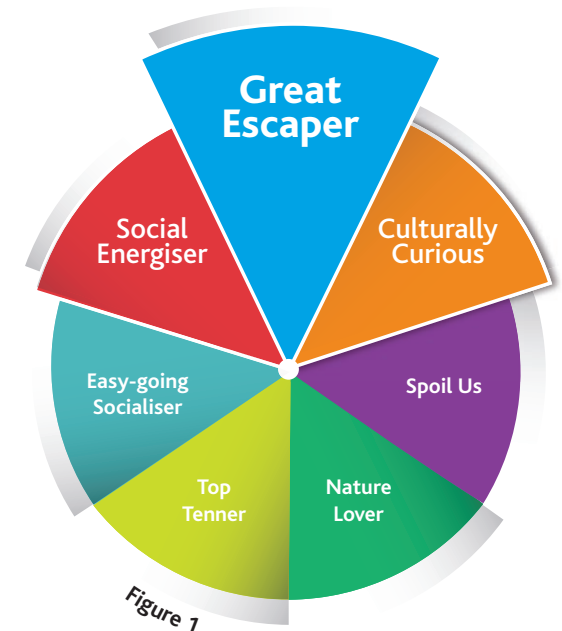 Great
Escaper
Social
Energiser
Culturally
Curious
Easy-going
Socialiser
Spoil Us
Top
Tenner
Nature
Lover
Figure 1